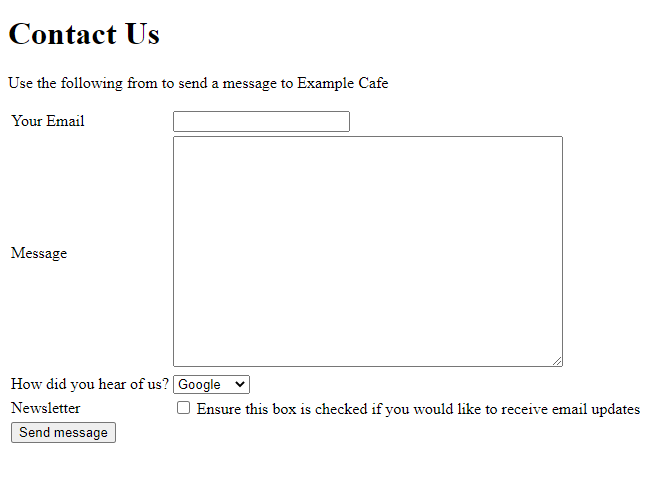 Contact Us
Use the following from to send a message to Example Cafe
Your Email
Message
How did you hear of us? Google
Newsletter Ensure this box is checked if you would like to receive email updates
Send message